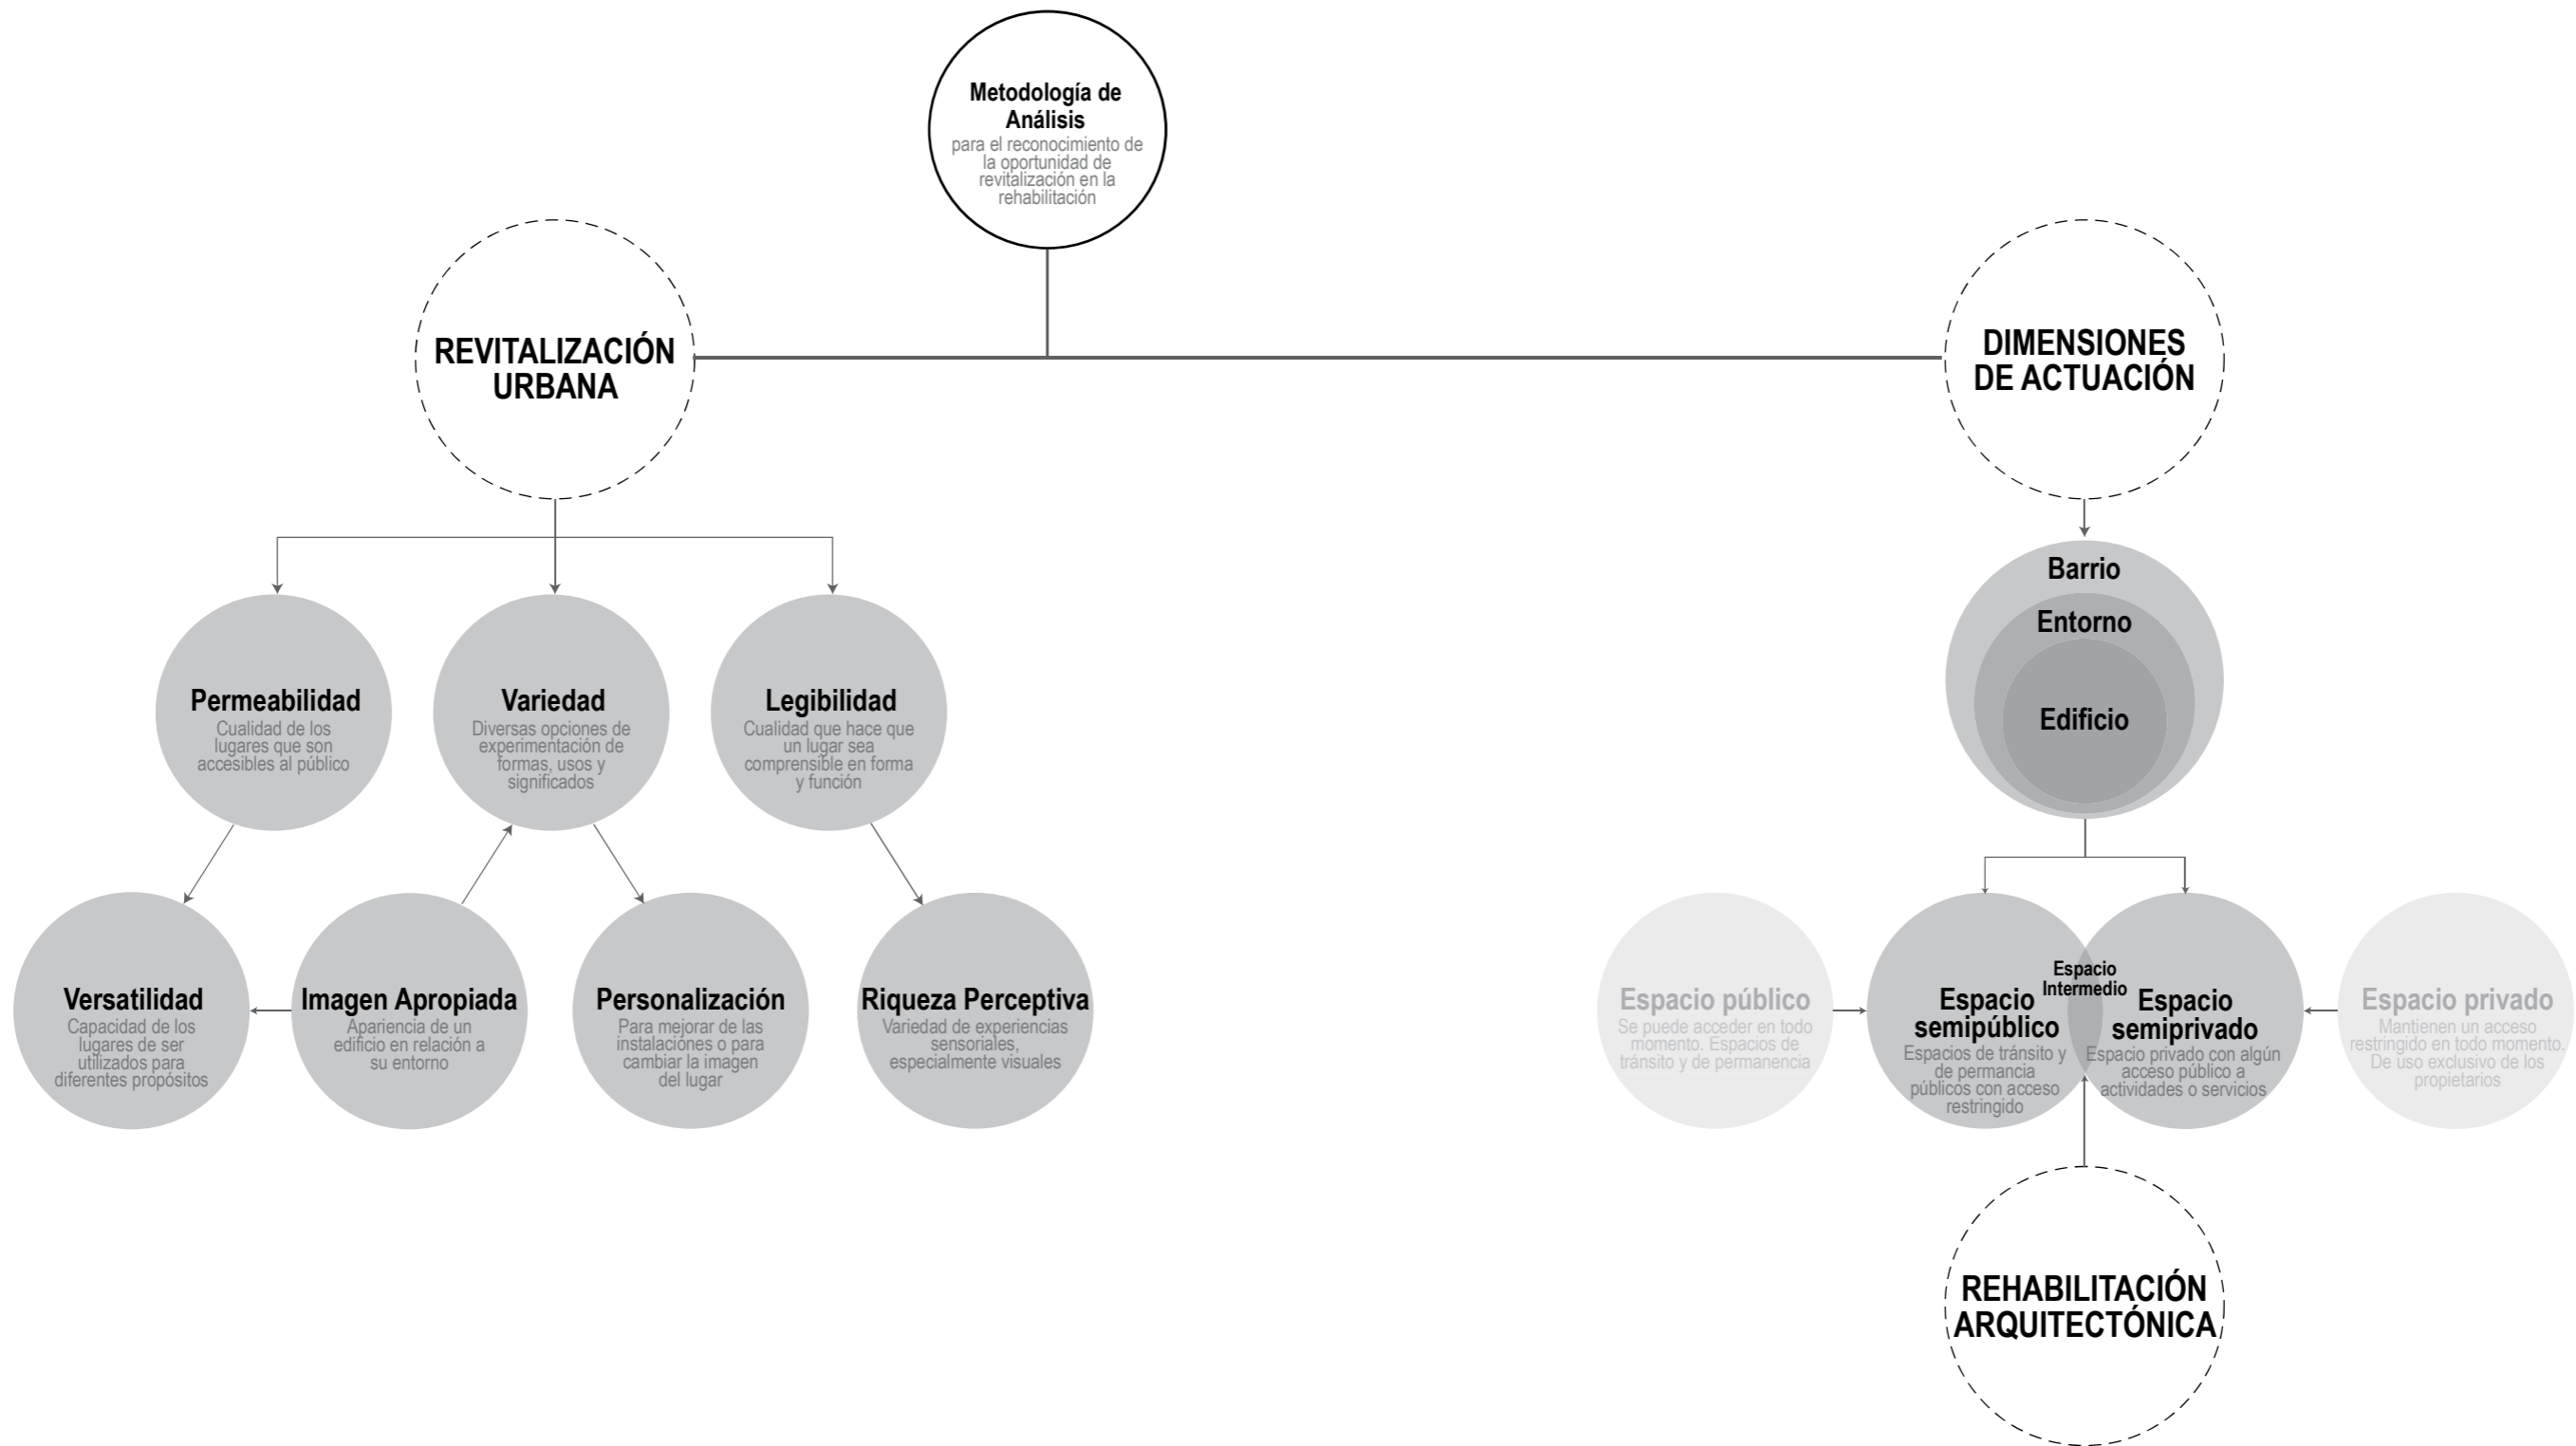 Metodología de
Análisis
para el reconocimiento de
la oportunidad de
revitalización en la
rehabilitación
REVITALIZACIÓN
URBANA
DIMENSIONES
DE ACTUACIÓN
Permeabilidad
Cualidad de los
lugares que son
accesibles al público
Variedad
Diversas opciones de
experimentación de
formas, usos y
significados
Legibilidad
Cualidad que hace que
un lugar sea
comprensible en forma
y función
Barrio
Entorno
Edificio
Versatilidad
Capacidad de los
lugares de ser
utilizados para
diferentes propósitos
Imagen Apropiada
Apariencia de un
edificio en relación a
su entorno
Personalización
Para mejorar de las
instalaciónes o para
cambiar la imagen
del lugar
Riqueza Perceptiva
Variedad de experiencias
sensoriales,
especialmente visuales
Espacio público
Se puede acceder en todo
momento. Espacios de
tránsito y de permanencia
Espacio
semipúblico
Espacios de tránsito y
de permancia
públicos con acceso
restringido
Espacio
Intermedio
Espacio
semiprivado
Espacio privado con algún
acceso público a
actividades o servicios
Espacio privado
Mantienen un acceso
restringido en todo momento.
De uso exclusivo de los
propietarios
REHABILITACIÓN
ARQUITECTÓNICA